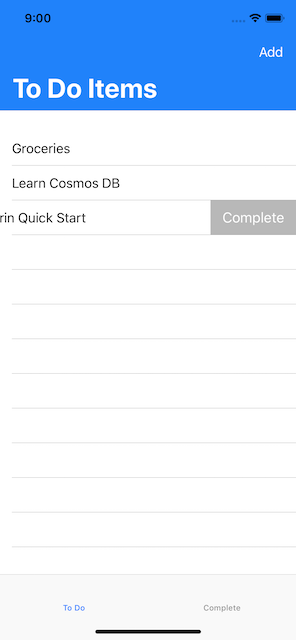 9:00
Add
To Do Items
Groceries
Learn Cosmos DB
rin Quick Start
Complete
To Do
Complete